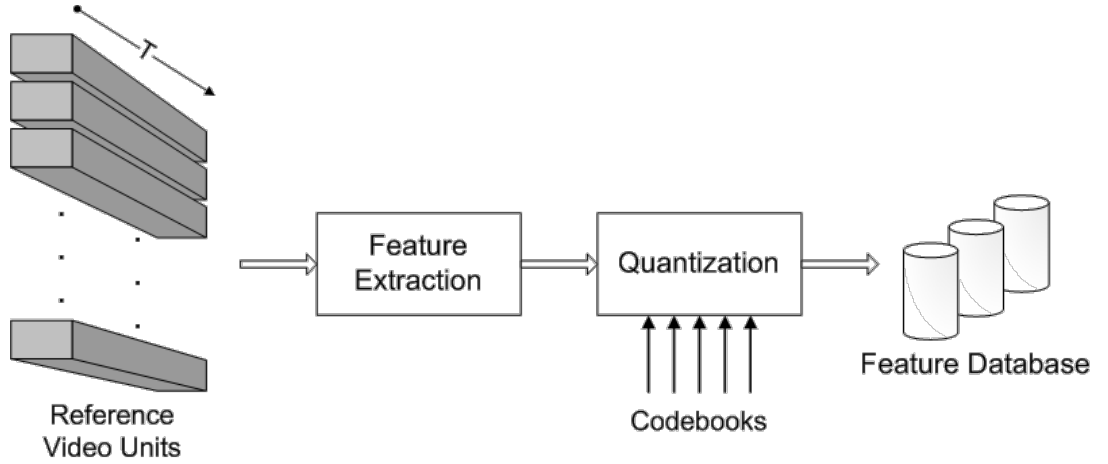 T
Feature
Extraction
Quantization
Feature Database
Codebooks
Reference
Video Units